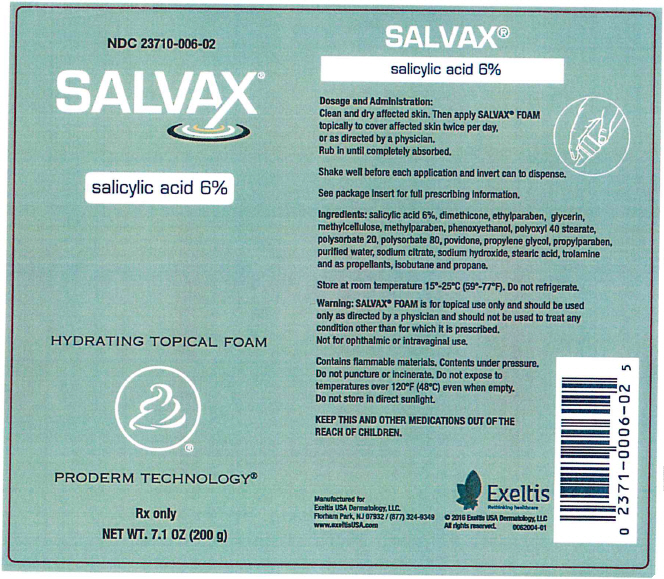 NDC 23710-006-02
SALVAX®
salicylic acid 6%
HYDRATING TOPICAL FOAM
®
PRODERM TECHNOLOGY®
Rx only
NET WT. 7.1 OZ (200 g)
SALVAX®
salicylic acid 6%
Dosage and Administration:
Clean and dry affected skin. Then apply SALVAX® FOAM
topically to cover affected skin twice per day,
or as directed by a physician.
Rub in until completely absorbed.
Shake well before each application and invert can to dispense.
See package insert for full prescribing information.
Ingredients: salicylic acid 6%, dimethicone, ethylparaben, glycerin,
methylcellulose, methylparaben, phenoxyethanol, polyoxyl 40 stearate,
polysorbate 20, polysorbate 80, povidone, propylene glycol, propylparaben,
purified water, sodium citrate, sodium hydroxide, stearic acid, trolamine
and as propellants, isobutane and propane.
Store at room temperature 15°-25°C (59°-77°F). Do not refrigerate.
Warning: SALVAX® FOAM is for topical use only and should be used
only as directed by a physician and should not be used to treat any
condition other than for which it is prescribed.
Not for ophthalmic or intravaginal use.
Contains flammable materials. Contents under pressure.
Do not puncture or incinerate. Do not expose to
temperatures over 120°F (48°C) even when empty.
Do not store in direct sunlight.
KEEP THIS AND OTHER MEDICATIONS OUT OF THE
REACH OF CHILDREN.
Manufactured for
Exeltis USA Dermatology, LLC.
Florham Park, NJ 07932 / (877) 324-9349
www.exeltisUSA.com
Exeltis
Rethinking healthcare
© 2016 Exeltis USA Dermatology, LLC
All rights reserved. 0062004-01
0 2371-0006-02 5